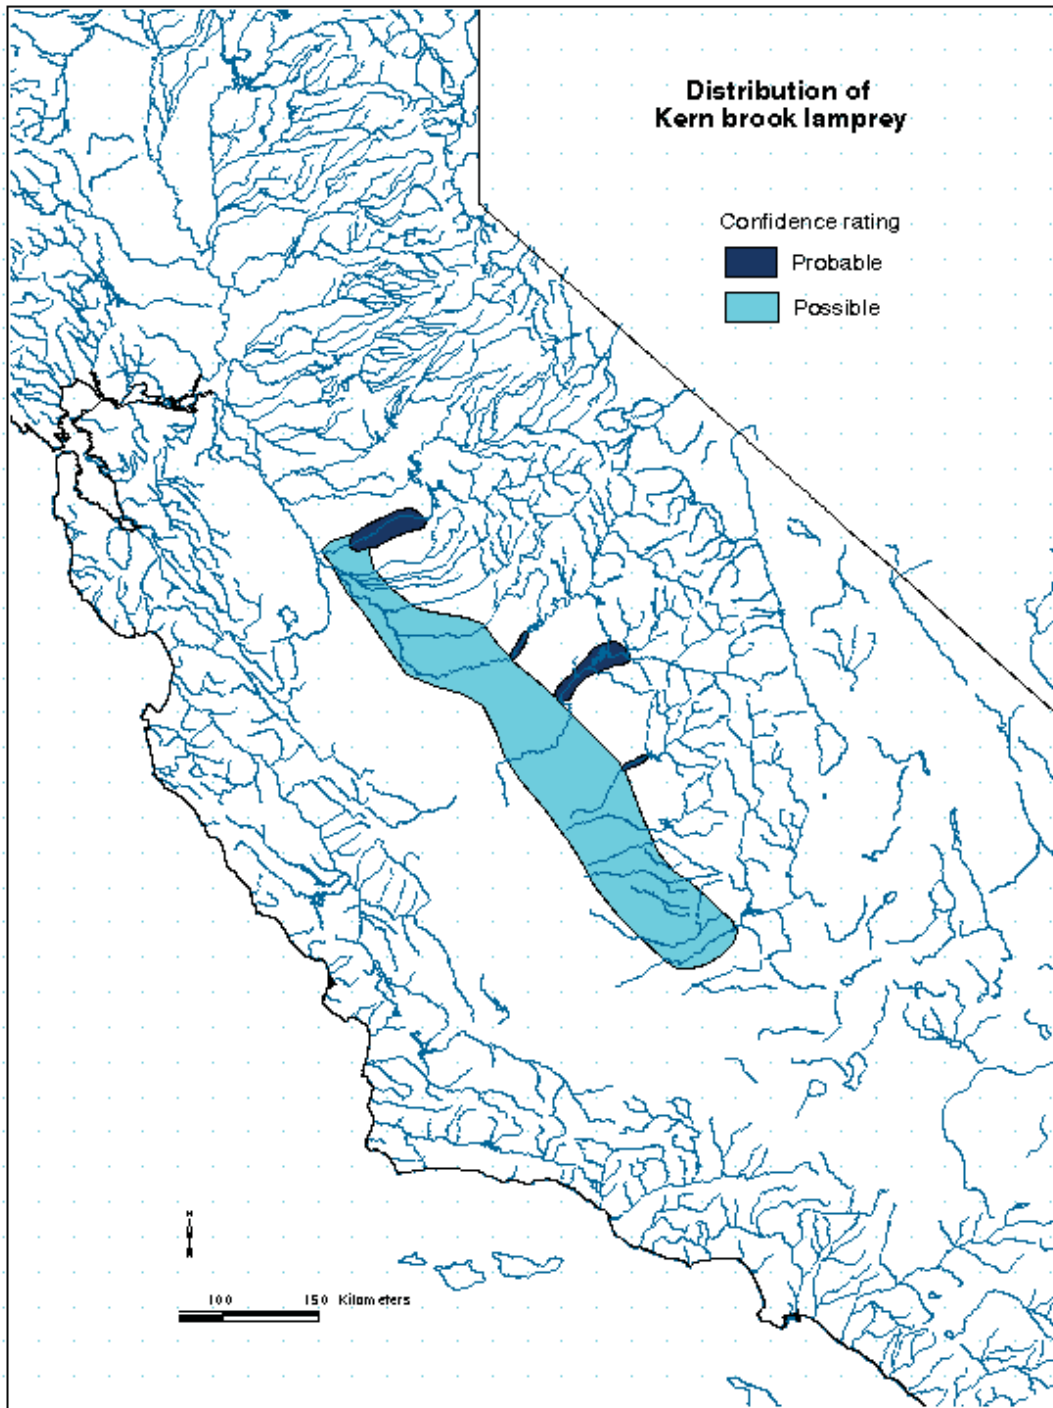 Distribution of
Kern brook lamprey
Confidence rating
Probable
Possible
N
100 150 Kilometers